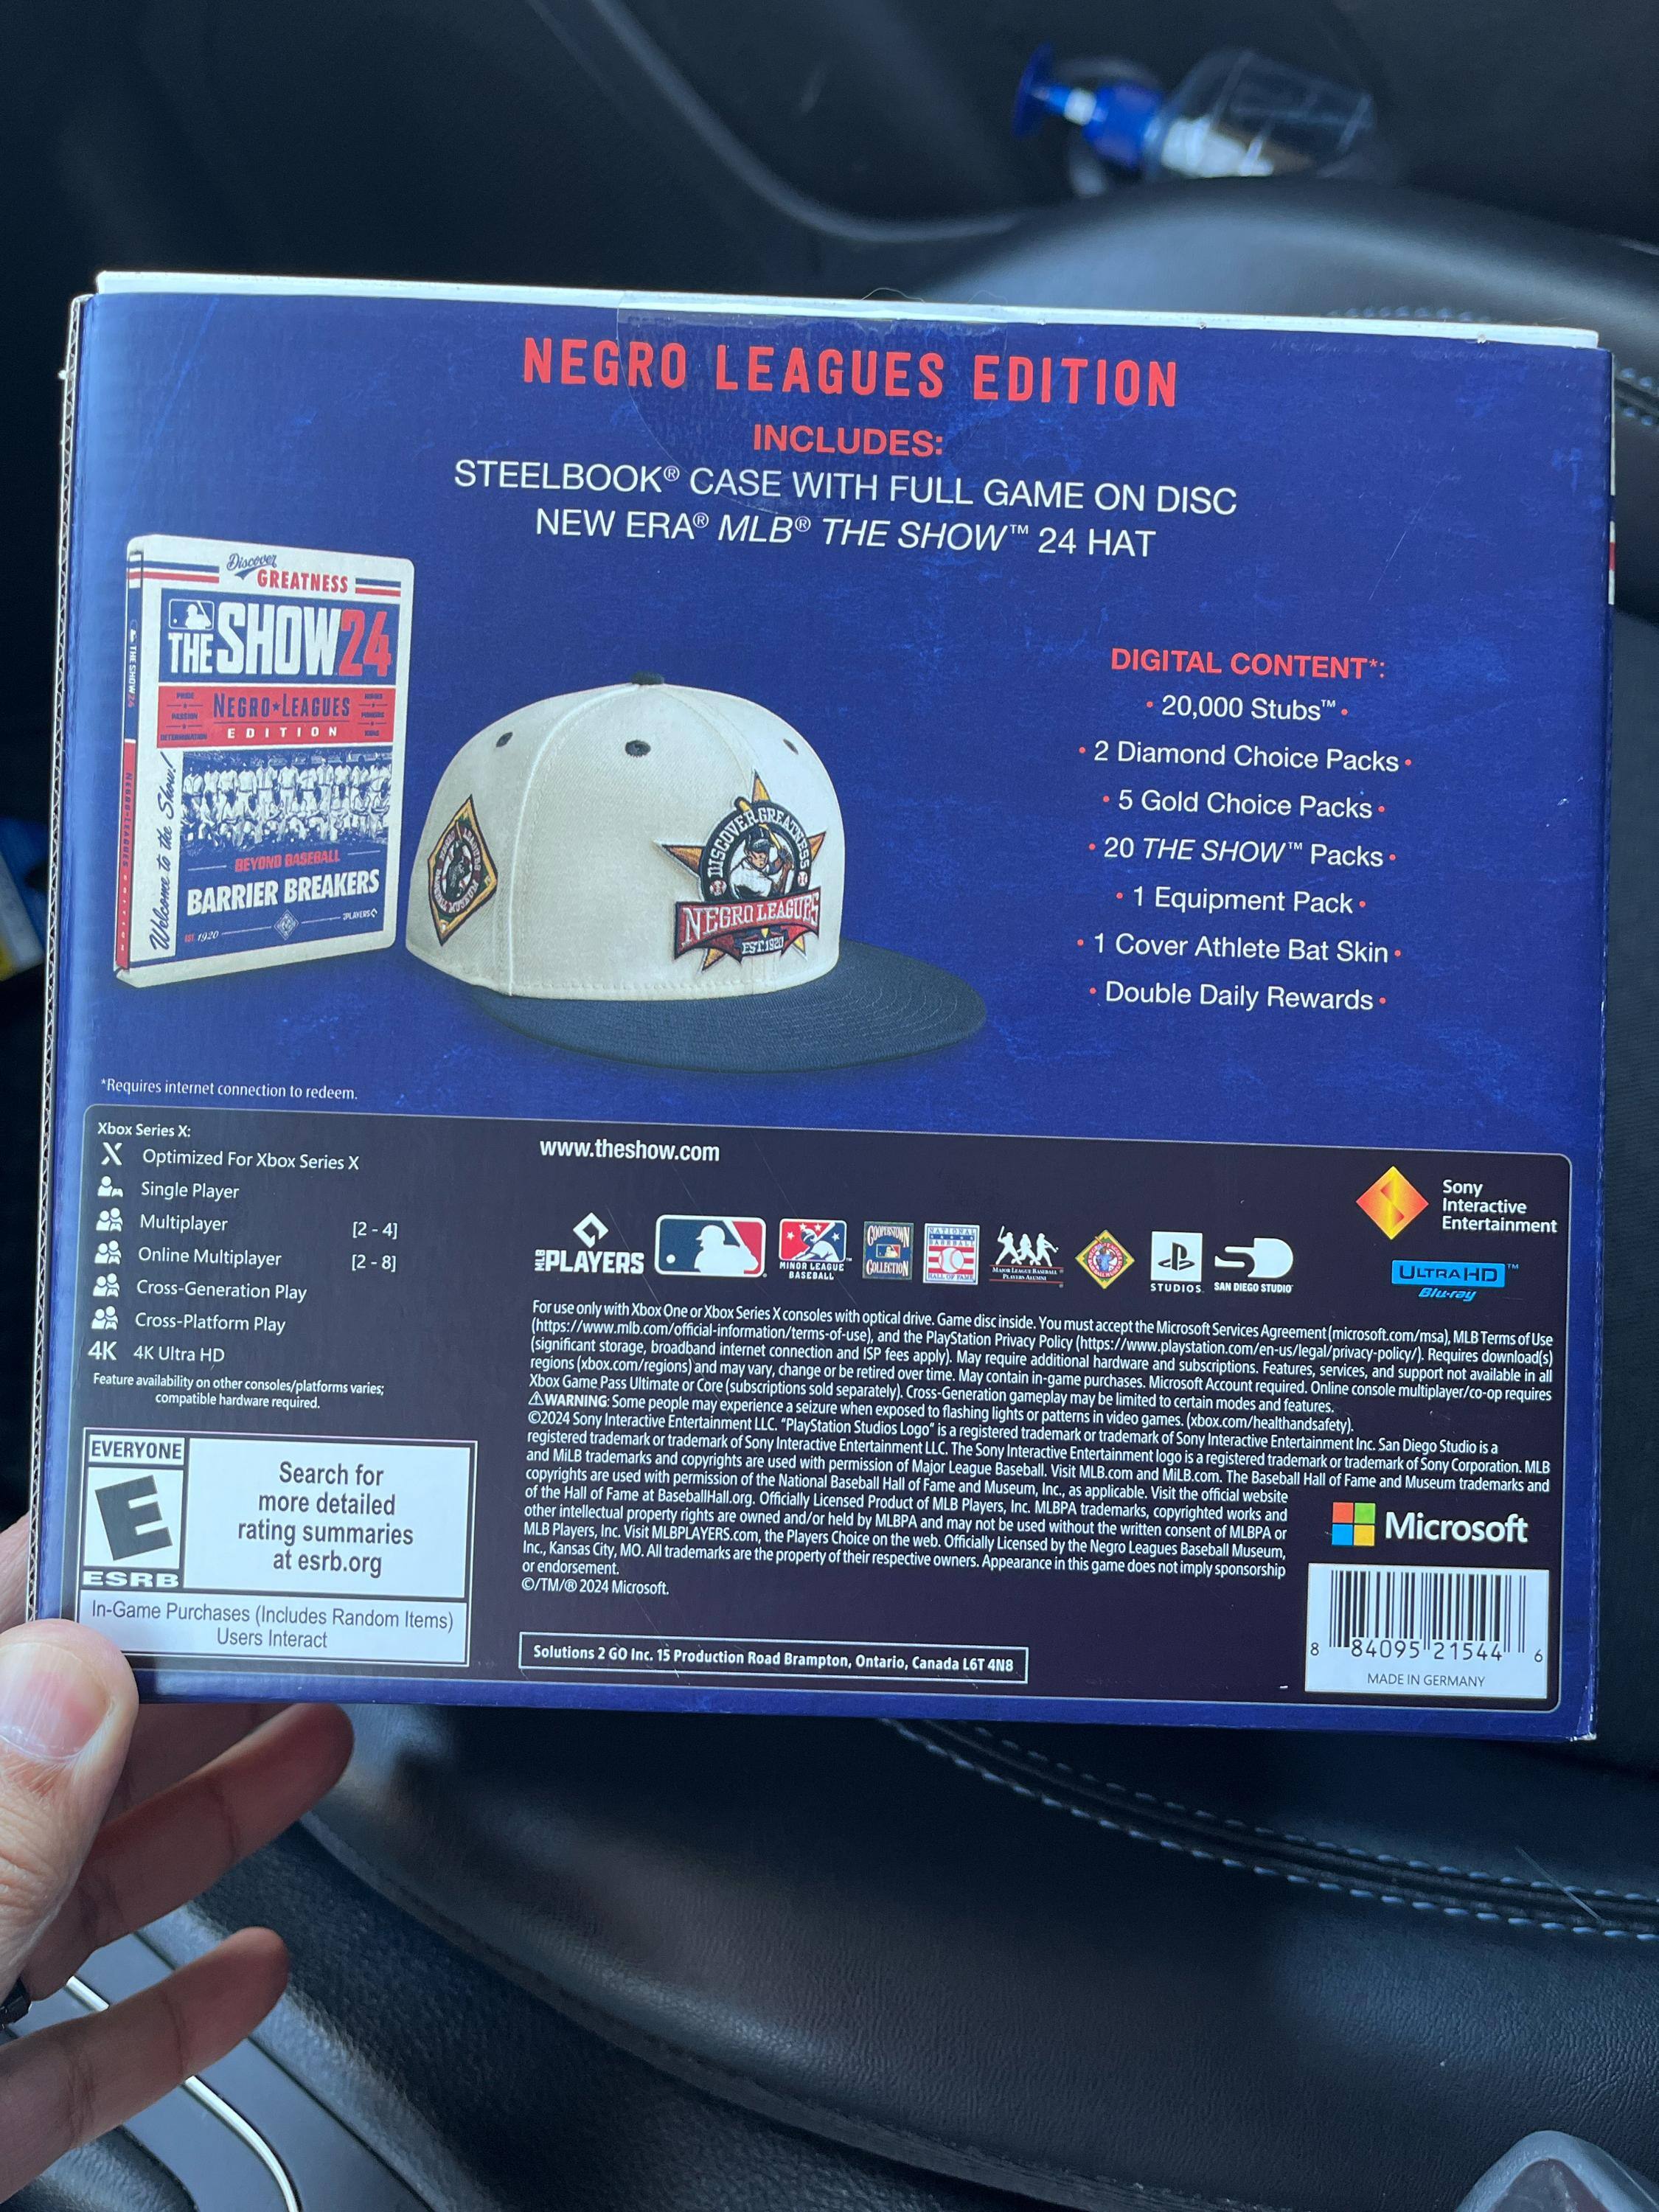 NEGRO LEAGUES EDITION
INCLUDES:
STEELBOOK® CASE WITH FULL GAME ON DISC
NEW ERA® MLB® THE SHOW™ 24 HAT
Discover
GREATNESS
THE SHOW 24
PRIDE
PASSION
DETERMINATION
NEGRO★LEAGUES
EDITION
Welcome to the Show!
BEYOND BASEBALL
BARRIER BREAKERS
EST. 1920
PLAYERS
THE SHOW 24
NEGRO LEAGUES EDITION
DISCOVER GREATNESS
NEGRO LEAGUES
EST. 1920
DIGITAL CONTENT*:
• 20,000 Stubs™ •
• 2 Diamond Choice Packs •
• 5 Gold Choice Packs •
• 20 THE SHOW™ Packs •
• 1 Equipment Pack •
• 1 Cover Athlete Bat Skin •
• Double Daily Rewards •
*Requires internet connection to redeem.
Xbox Series X:
X Optimized For Xbox Series X
Single Player
Multiplayer [2 - 4]
Online Multiplayer [2 - 8]
Cross-Generation Play
Cross-Platform Play
4K 4K Ultra HD
Feature availability on other consoles/platforms varies;
compatible hardware required.
EVERYONE
E
ESRB
Search for
more detailed
rating summaries
at esrb.org
In-Game Purchases (Includes Random Items)
Users Interact
www.theshow.com
MLB PLAYERS
MINOR LEAGUE
BASEBALL™
COOPERSTOWN
COLLECTION
NATIONAL
BASEBALL
HALL OF FAME
MAJOR LEAGUE BASEBALL
PLAYERS ALUMNI
STUDIOS
SAN DIEGO STUDIO
Sony
Interactive
Entertainment
ULTRA HD™
Blu-ray
For use only with Xbox One or Xbox Series X consoles with optical drive. Game disc inside. You must accept the Microsoft Services Agreement (microsoft.com/msa), MLB Terms of Use
(https://www.mlb.com/official-information/terms-of-use), and the PlayStation Privacy Policy (https://www.playstation.com/en-us/legal/privacy-policy/). Requires download(s)
(significant storage, broadband internet connection and ISP fees apply). May require additional hardware and subscriptions. Features, services, and support not available in all
regions (xbox.com/regions) and may vary, change or be retired over time. May contain in-game purchases. Microsoft Account required. Online console multiplayer/co-op requires
Xbox Game Pass Ultimate or Core (subscriptions sold separately). Cross-Generation gameplay may be limited to certain modes and features.
⚠WARNING: Some people may experience a seizure when exposed to flashing lights or patterns in video games. (xbox.com/healthandsafety).
©2024 Sony Interactive Entertainment LLC. "PlayStation Studios Logo" is a registered trademark or trademark of Sony Interactive Entertainment Inc. San Diego Studio is a
registered trademark or trademark of Sony Interactive Entertainment LLC. The Sony Interactive Entertainment logo is a registered trademark or trademark of Sony Corporation. MLB
and MiLB trademarks and copyrights are used with permission of Major League Baseball. Visit MLB.com and MiLB.com. The Baseball Hall of Fame and Museum trademarks and
copyrights are used with permission of the National Baseball Hall of Fame and Museum, Inc., as applicable. Visit the official website
of the Hall of Fame at BaseballHall.org. Officially Licensed Product of MLB Players, Inc. MLBPA trademarks, copyrighted works and
other intellectual property rights are owned and/or held by MLBPA and may not be used without the written consent of MLBPA or
MLB Players, Inc. Visit MLBPLAYERS.com, the Players Choice on the web. Officially Licensed by the Negro Leagues Baseball Museum,
Inc., Kansas City, MO. All trademarks are the property of their respective owners. Appearance in this game does not imply sponsorship
or endorsement.
©/TM/® 2024 Microsoft.
Solutions 2 GO Inc. 15 Production Road Brampton, Ontario, Canada L6T 4N8
Microsoft
8 84095 21544 6
MADE IN GERMANY